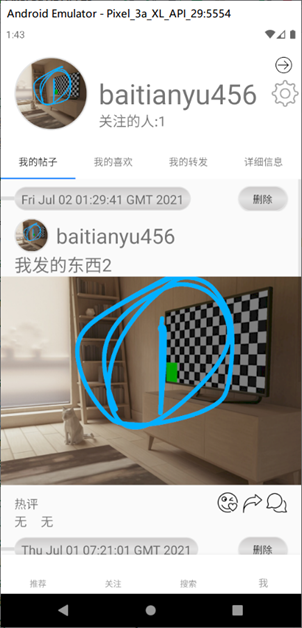 Android Emulator - Pixel_3a_XL_API_29:5554
1:43
baitianyu456
关注的人:1
我的帖子 我的喜欢 我的转发 详细信息
Fri Jul 02 01:29:41 GMT 2021 删除
baitianyu456
我发的东西2
热评
无 无
Thu Jul 01 07:21:01 GMT 2021 删除
推荐 关注 搜索 我